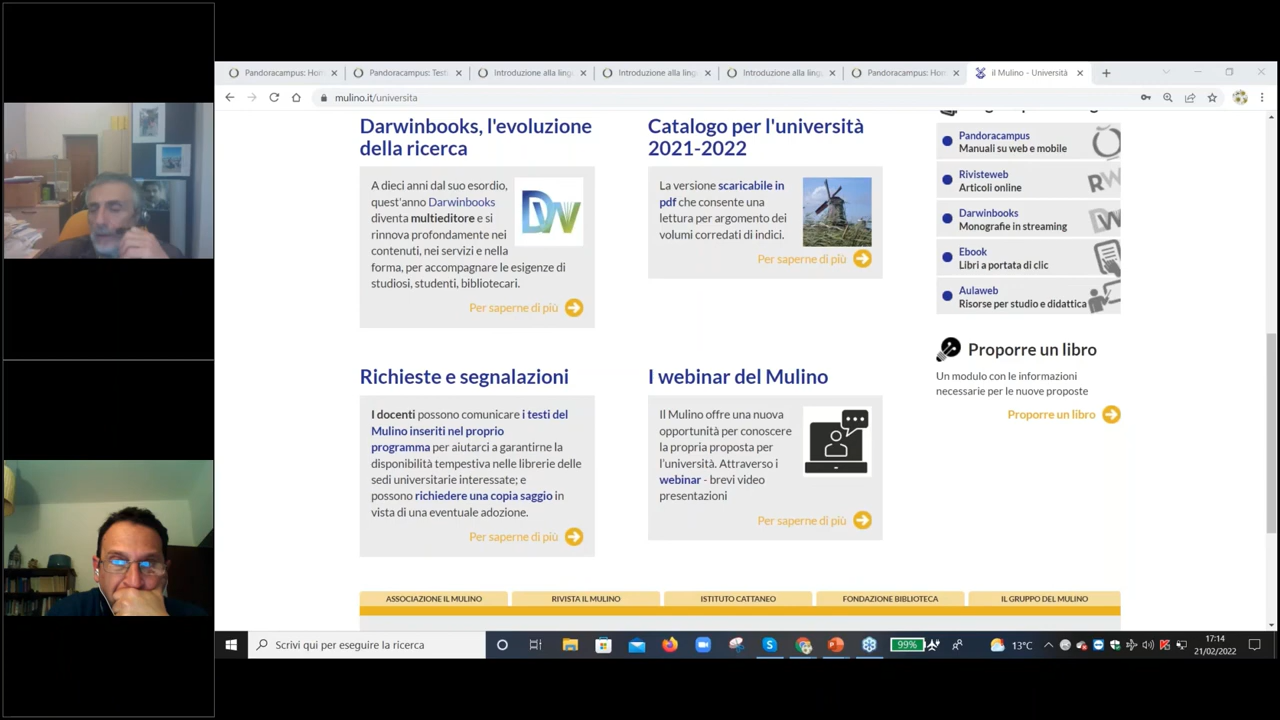 Pandoracampus: Hom
Pandoracampus: Test
Introduzione alla ling
Introduzione alla ling
Introduzione alla ling
Pandoracampus: Hom
il Mulino - Università
mulino.it/universita
Darwinbooks, l'evoluzione
della ricerca
A dieci anni dal suo esordio,
quest'anno Darwinbooks
diventa multieditore e si
rinnova profondamente nei
contenuti, nei servizi e nella
forma, per accompagnare le esigenze di
studiosi, studenti, bibliotecari.
Per saperne di più
Catalogo per l'università
2021-2022
La versione scaricabile in
pdf che consente una
lettura per argomento dei
volumi corredati di indici.
Per saperne di più
Pandoracampus
Manuali su web e mobile
Rivisteweb
Articoli online
RW
Darwinbooks
Monografie in streaming
Ebook
Libri a portata di clic
Aulaweb
Risorse per studio e didattica
Proporre un libro
Un modulo con le informazioni
necessarie per le nuove proposte
Proporre un libro
Richieste e segnalazioni
I docenti possono comunicare i testi del
Mulino inseriti nel proprio
programma per aiutarci a garantirne la
disponibilità tempestiva nelle librerie delle
sedi universitarie interessate; e
possono richiedere una copia saggio in
vista di una eventuale adozione.
Per saperne di più
I webinar del Mulino
Il Mulino offre una nuova
opportunità per conoscere
la propria proposta per
l'università. Attraverso i
webinar - brevi video
presentazioni
Per saperne di più
ASSOCIAZIONE IL MULINO
RIVISTA IL MULINO
ISTITUTO CATTANEO
FONDAZIONE BIBLIOTECA
IL GRUPPO DEL MULINO
Scrivi qui per eseguire la ricerca
99%
13°C
17:14
21/02/2022